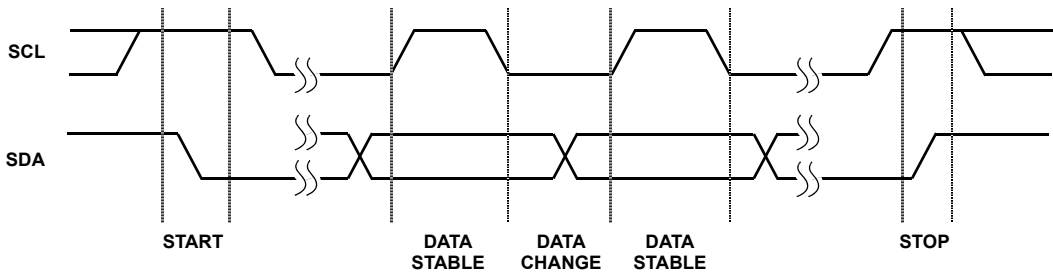 SCL
SDA
START
DATA
STABLE
DATA
CHANGE
DATA
STABLE
STOP